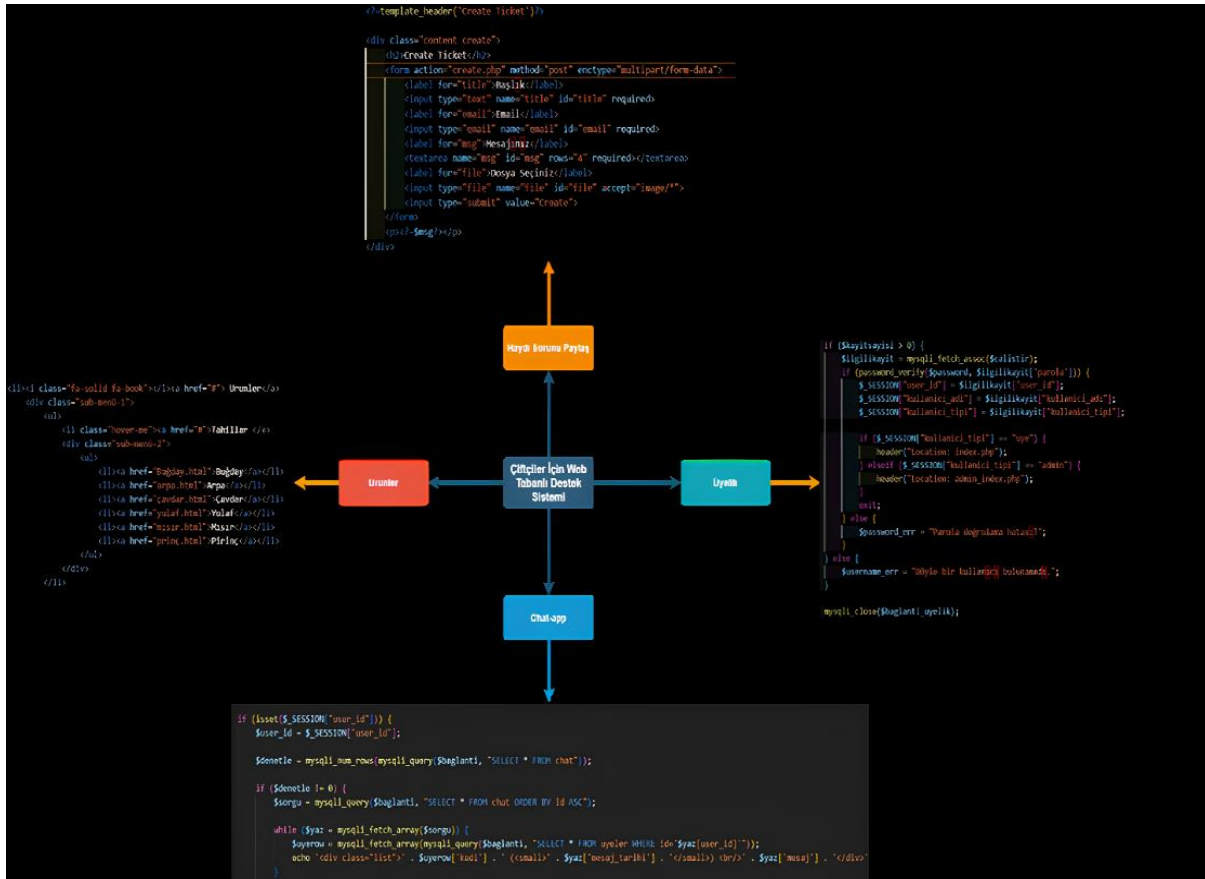 <?=template_header('Create Ticket')?>
<div class="content create">
<h2>Create Ticket</h2>
<form action="create.php" method="post" enctype="multipart/form-data">
<label for="title">Başlık</label>
<input type="text" name="title" id="title" required>
<label for="email">Email</label>
<input type="email" name="email" id="email" required>
<label for="msg">Mesajınız</label>
<textarea name="msg" id="msg" rows="4" required></textarea>
<label for="file">Dosya Seçiniz</label>
<input type="file" name="file" id="file" accept="image/*">
<input type="submit" value="Create">
</form>
<p><?=$msg?></p>
</div>
Haydi Sorunu Paylaş
<li><i class="fa-solid fa-book"></i><a href="#"> Urunler</a>
<div class="sub-menü-1">
<ul>
<li class="hover-me"><a href="#">Tahıllar </a>
<div class="sub-menü-2">
<ul>
<li><a href="Buğday.html">Buğday</a></li>
<li><a href="arpa.html">Arpa</a></li>
<li><a href="çavdar.html">Çavdar</a></li>
<li><a href="yulaf.html">Yulaf</a></li>
<li><a href="mısır.html">Mısır</a></li>
<li><a href="prinç.html">Pirinç</a></li>
</ul>
</div>
</li>
Urunler
Çiftçiler İçin Web
Tabanlı Destek
Sistemi
Üyelik
if ($kayitsayisi > 0) {
$ilgilikayit = mysqli_fetch_assoc($calistir);
if (password_verify($password, $ilgilikayit["parola"])) {
$_SESSION["user_id"] = $ilgilikayit["user_id"];
$_SESSION["kullanici_adi"] = $ilgilikayit["kullanici_adi"];
$_SESSION["kullanici_tipi"] = $ilgilikayit["kullanici_tipi"];
if ($_SESSION["kullanici_tipi"] == "uye") {
header("Location: index.php");
} elseif ($_SESSION["kullanici_tipi"] == "admin") {
header("Location: admin_index.php");
}
exit;
} else {
$password_err = "Parola doğrulama hatası!";
}
} else {
$username_err = "Böyle bir kullanıcı bulunamadı.";
}
mysqli_close($baglanti_uyelik);
Chat-app
if (isset($_SESSION["user_id"])) {
$user_id = $_SESSION["user_id"];
$denetle = mysqli_num_rows(mysqli_query($baglanti, "SELECT * FROM chat"));
if ($denetle != 0) {
$sorgu = mysqli_query($baglanti, "SELECT * FROM chat ORDER BY id ASC");
while ($yaz = mysqli_fetch_array($sorgu)) {
$uyerow = mysqli_fetch_array(mysqli_query($baglanti, "SELECT * FROM uyeler WHERE id='$yaz[user_id]'"));
echo '<div class="list">' . $uyerow['kadi'] . ' (<small>' . $yaz['mesaj_tarihi'] . '</small>) <br/>' . $yaz['mesaj'] . '</div>'
}